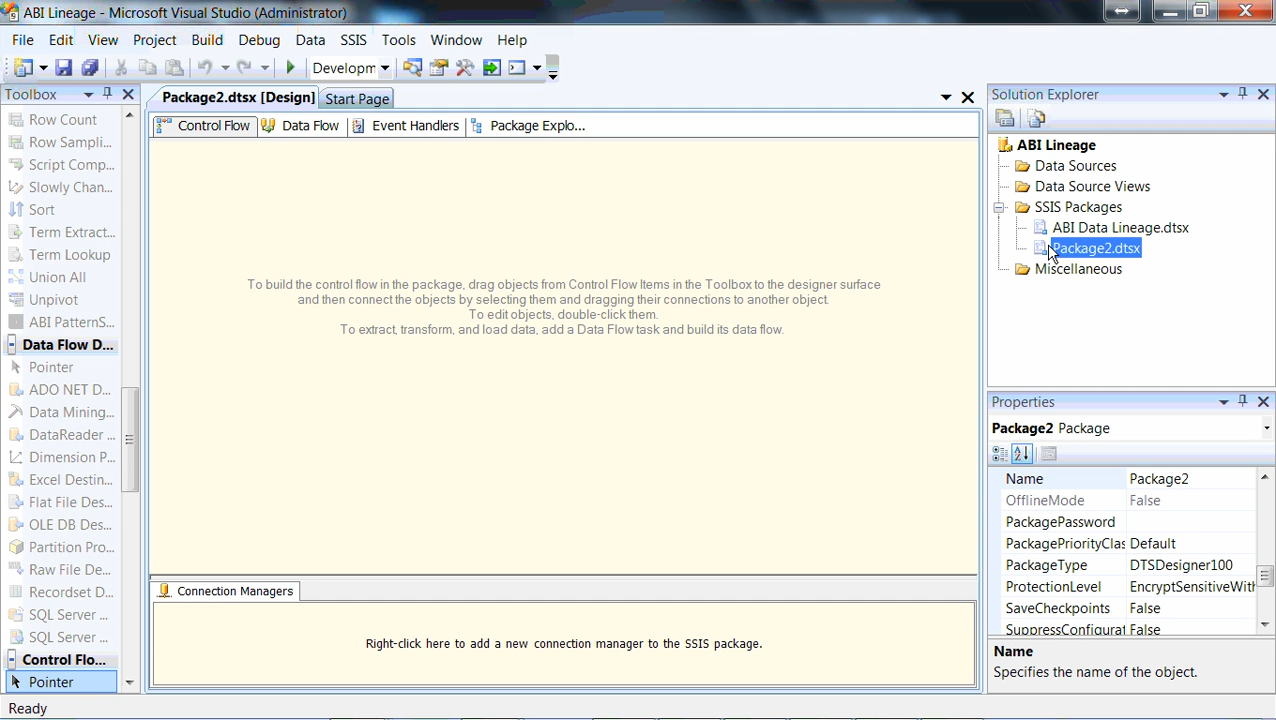 ABI Lineage - Microsoft Visual Studio (Administrator)
File Edit View Project Build Debug Data SSIS Tools Window Help
Developm
Toolbox
Row Count
Row Sampli...
Script Comp...
Slowly Chan...
Sort
Term Extract...
Term Lookup
Union All
Unpivot
ABI PatternS...
Data Flow D...
Pointer
ADO NET D...
Data Mining...
DataReader ...
Dimension P...
Excel Destin...
Flat File Des...
OLE DB Des...
Partition Pro...
Raw File De...
Recordset D...
SQL Server ...
SQL Server ...
Control Flo...
Pointer
Package2.dtsx [Design] Start Page
Control Flow Data Flow Event Handlers Package Explo...
To build the control flow in the package, drag objects from Control Flow Items in the Toolbox to the designer surface
and then connect the objects by selecting them and dragging their connections to another object.
To edit objects, double-click them.
To extract, transform, and load data, add a Data Flow task and build its data flow.
Connection Managers
Right-click here to add a new connection manager to the SSIS package.
Solution Explorer
ABI Lineage
Data Sources
Data Source Views
SSIS Packages
ABI Data Lineage.dtsx
Package2.dtsx
Miscellaneous
Properties
Package2 Package
Name Package2
OfflineMode False
PackagePassword
PackagePriorityClas Default
PackageType DTSDesigner100
ProtectionLevel EncryptSensitiveWith
SaveCheckpoints False
SuppressConfigurat False
Name
Specifies the name of the object.
Ready